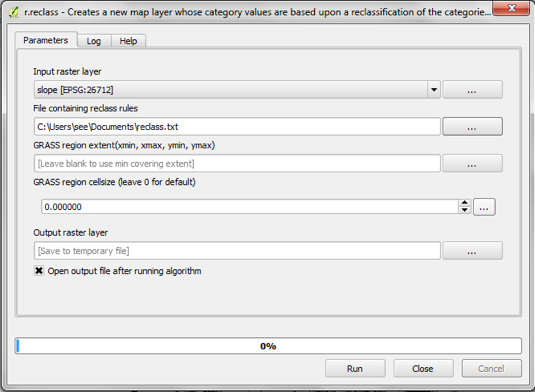 r.reclass - Creates a new map layer whose category values are based upon a reclassification of the categorie...
Parameters Log Help
Input raster layer
slope [EPSG:26712] ...
File containing reclass rules
C:\Users\see\Documents\reclass.txt ...
GRASS region extent(xmin, xmax, ymin, ymax)
[Leave blank to use min covering extent] ...
GRASS region cellsize (leave 0 for default)
0.000000 ...
Output raster layer
[Save to temporary file] ...
Open output file after running algorithm
0%
Run Close Cancel